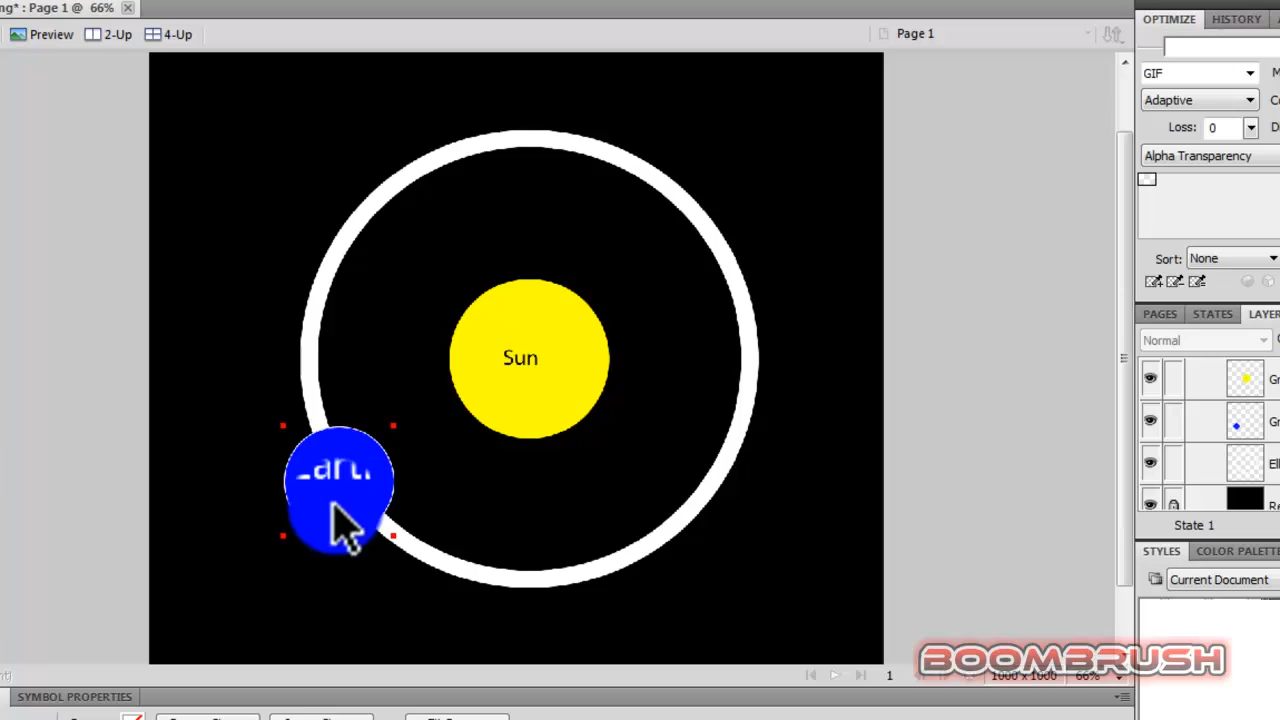 ng* : Page 1 @ 66%
Preview 2-Up 4-Up
Page 1
OPTIMIZE HISTORY
GIF
Adaptive
Loss: 0
Alpha Transparency
Sort: None
PAGES STATES LAYER
Normal
State 1
STYLES COLOR PALETTE
Current Document
Sun
BOOMBRUSH
1 1000 x 1000 66%
SYMBOL PROPERTIES